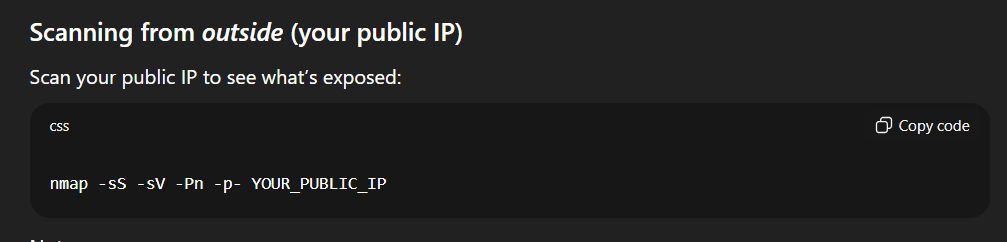 Scanning from outside (your public IP)
Scan your public IP to see what's exposed:
css
Copy code
nmap -sS -sV -Pn -p- YOUR_PUBLIC_IP